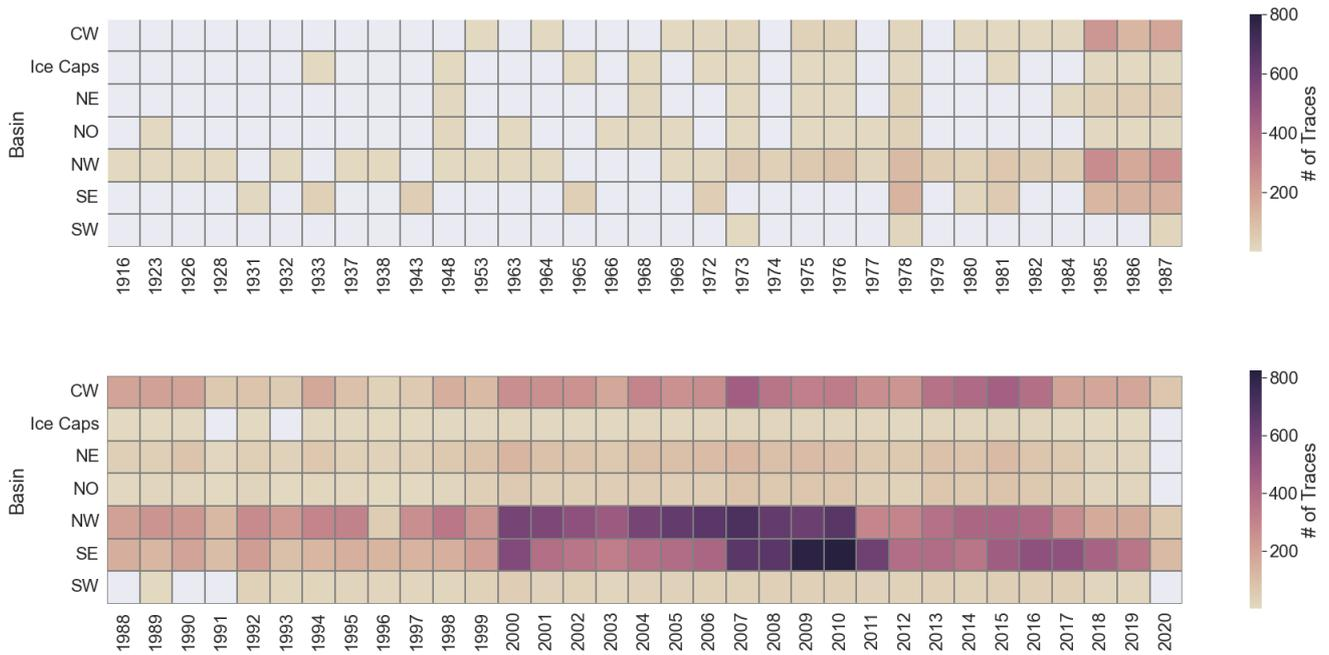 CW
Ice Caps
NE
NO
NW
SE
SW
Basin
1916 1923 1926 1928 1931 1932 1933 1937 1938 1943 1948 1953 1963 1964 1965 1966 1968 1969 1972 1973 1974 1975 1976 1977 1978 1979 1980 1981 1982 1984 1985 1986 1987
800
600
400
200
# of Traces
CW
Ice Caps
NE
NO
NW
SE
SW
Basin
1988 1989 1990 1991 1992 1993 1994 1995 1996 1997 1998 1999 2000 2001 2002 2003 2004 2005 2006 2007 2008 2009 2010 2011 2012 2013 2014 2015 2016 2017 2018 2019 2020
800
600
400
200
# of Traces